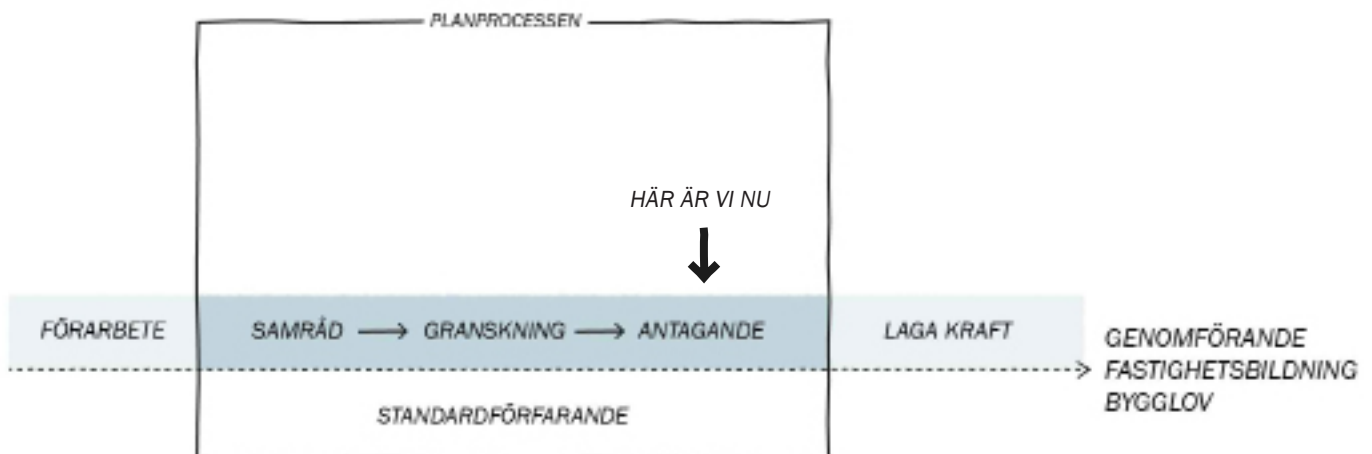 PLANPROCESSEN
HÄR ÄR VI NU
FÖRARBETE
SAMRÅD
GRANSKNING
ANTAGANDE
LAGA KRAFT
GENOMFÖRANDE
FASTIGHETSBILDNING
BYGGLOV
STANDARDFÖRFARANDE